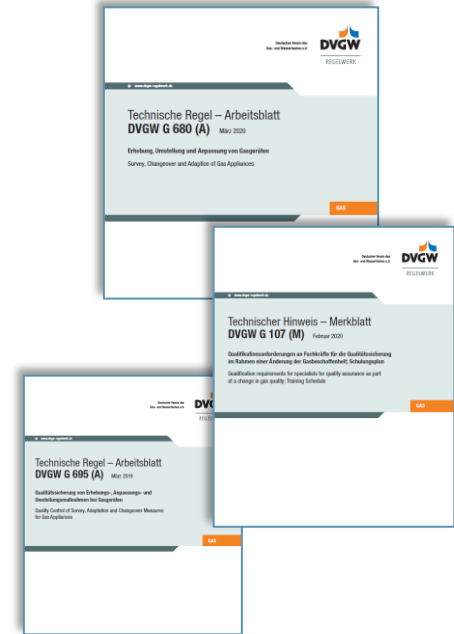 Deutscher Verein des
Gas- und Wasserfaches e.V.
DVGW
REGELWERK
www.dvgw-regelwerk.de
Technische Regel – Arbeitsblatt
DVGW G 680 (A) März 2020
Erhebung, Umstellung und Anpassung von Gasgeräten
Survey, Changeover and Adaption of Gas Appliances
GAS
Deutscher Verein des
Gas- und Wasserfaches e.V.
DVGW
REGELWERK
www.dvgw-regelwerk.de
Technischer Hinweis – Merkblatt
DVGW G 107 (M) Februar 2020
Qualifikationsanforderungen an Fachkräfte für die Qualitätssicherung
im Rahmen einer Änderung der Gasbeschaffenheit; Schulungsplan
Qualification requirements for specialists for quality assurance as part
of a change in gas quality; Training Schedule
GAS
Deutscher Verein des
Gas- und Wasserfaches e.V.
DV
REGEL
www.dvgw-regelwerk.de
Technische Regel – Arbeitsblatt
DVGW G 695 (A) März 2019
Qualitätssicherung von Erhebungs-, Anpassungs- und
Umstellungsmaßnahmen bei Gasgeräten
Quality Control of Survey, Adaptation and Changeover Measures
for Gas Appliances
GAS